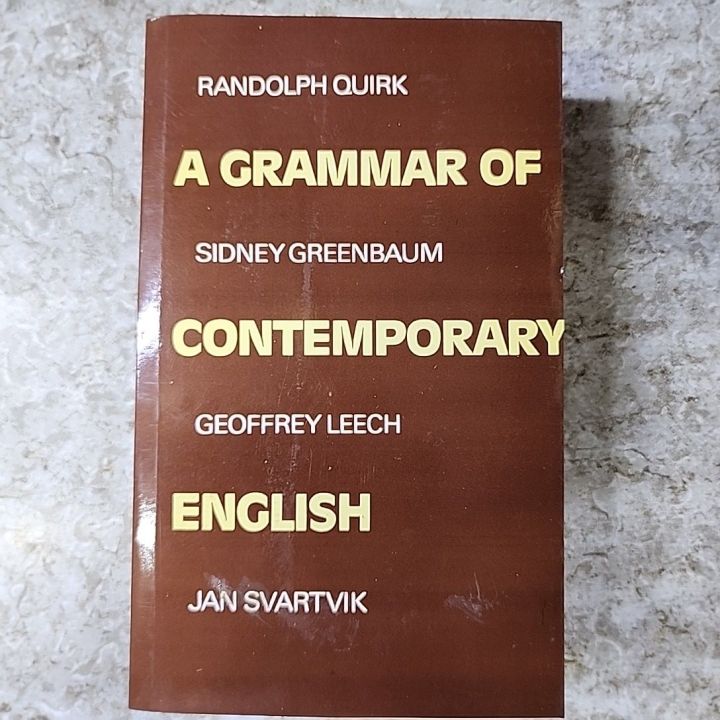 RANDOLPH QUIRK
A GRAMMAR OF
SIDNEY GREENBAUM
CONTEMPORARY
GEOFFREY LEECH
ENGLISH
JAN SVARTVIK